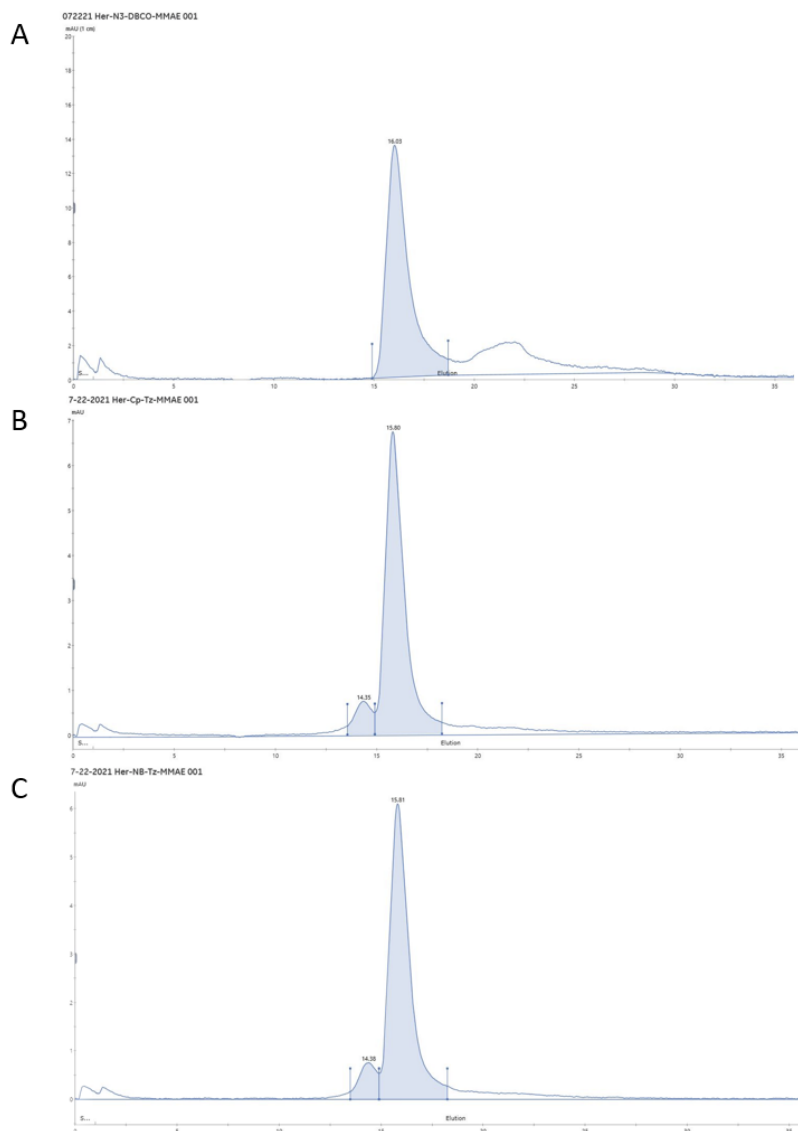 A
072221 Her-N3-DBCO-MMAE 001
mAU (1 cm)
20
18
16
14
12
10
8
6
4
2
0
16.03
S...
Elution
0 5 10 15 20 25 30 35
B
7-22-2021 Her-Cp-Tz-MMAE 001
mAU
7
6
5
4
3
2
1
0
15.80
14.35
S...
Elution
0 5 10 15 20 25 30 35
C
7-22-2021 Her-NB-Tz-MMAE 001
mAU
6
5
4
3
2
1
0
15.81
14.38
S...
Elution